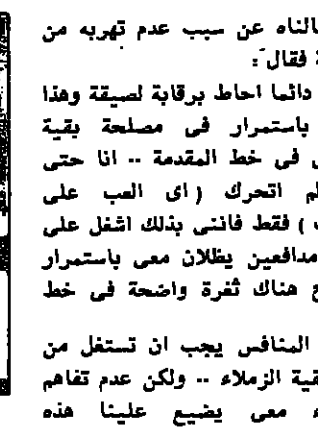 سالناه عن سبب عدم تهربه من
فقال :
دائما احاط برقابة لصيقة وهذا
باستمرار فى مصلحة بقية
فى خط المقدمة .. انا حتى
لم اتحرك ( اى العب على
) فقط فاننى بذلك اشغل على
مدافعين يظلان معى باستمرار
هناك ثغرة واضحة فى خط
المنافس يجب ان تستغل من
بقية الزملاء .. ولكن عدم تفاهم
معى يضيع علينا هذه